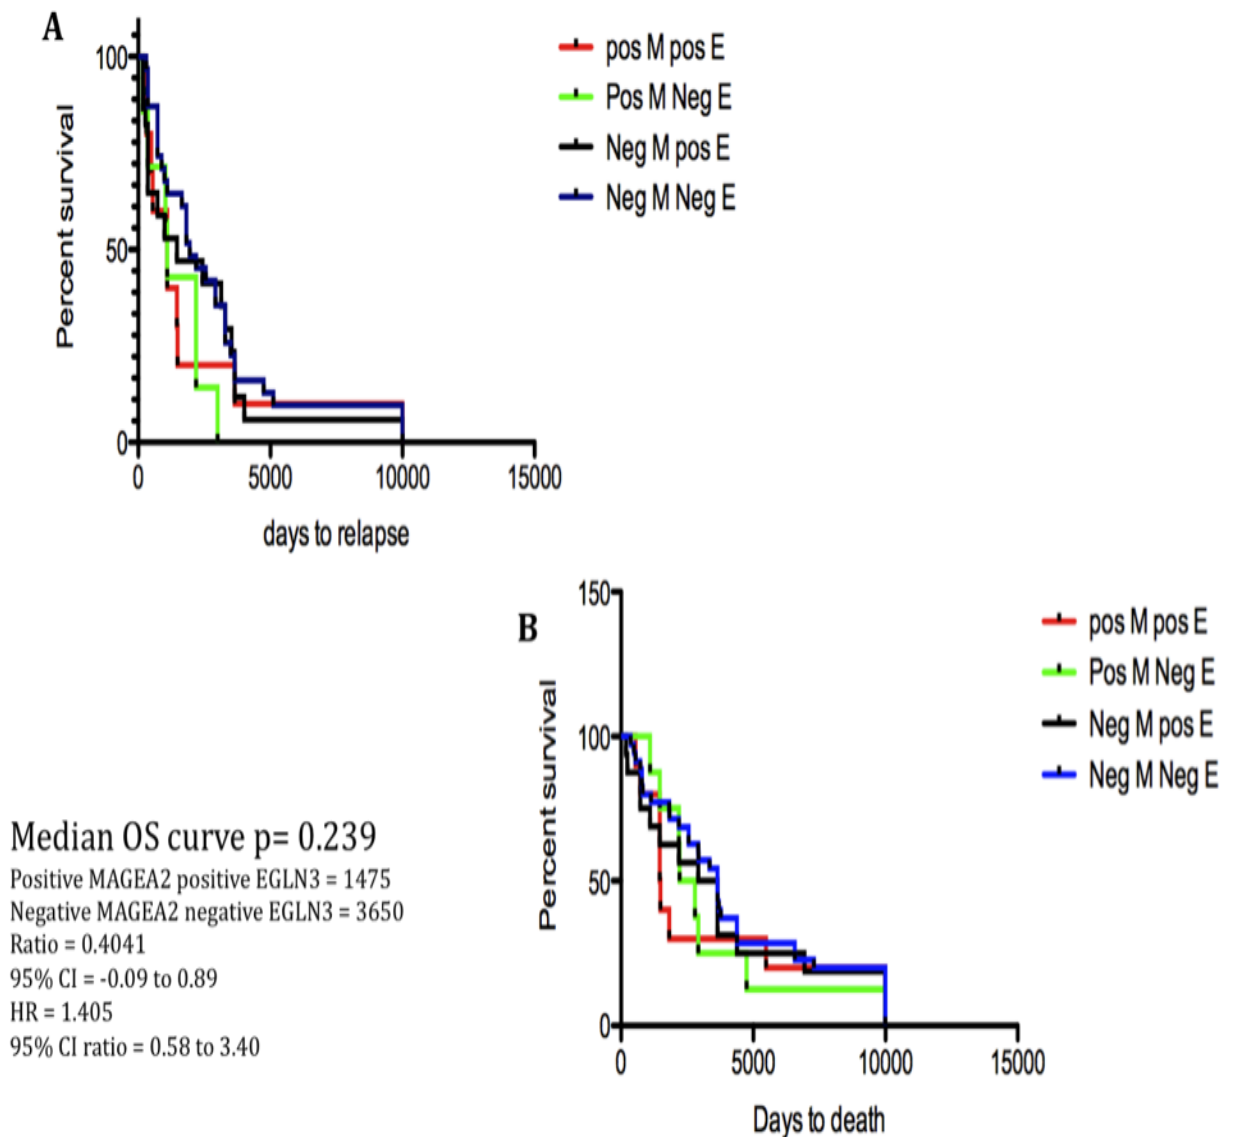 A
pos M pos E
Pos M Neg E
Neg M pos E
Neg M Neg E
Percent survival
100
50
0
0 5000 10000 15000
days to relapse
B
pos M pos E
Pos M Neg E
Neg M pos E
Neg M Neg E
Percent survival
150
100
50
0
0 5000 10000 15000
Days to death
Median OS curve p= 0.239
Positive MAGEA2 positive EGLN3 = 1475
Negative MAGEA2 negative EGLN3 = 3650
Ratio = 0.4041
95% CI = -0.09 to 0.89
HR = 1.405
95% CI ratio = 0.58 to 3.40